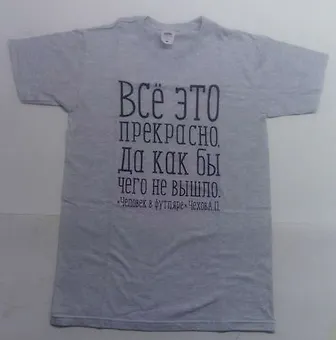 Всё это
прекрасно.
Да как бы
чего не вышло.
«Человек в футляре» Чехов А.П.